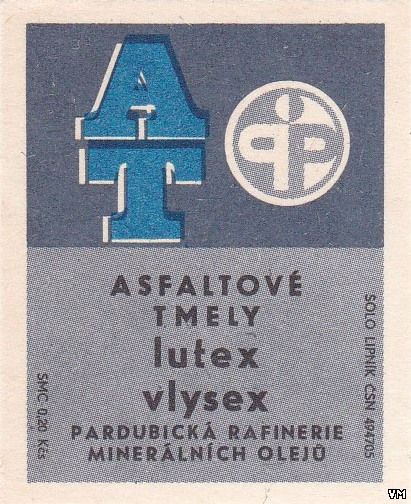 AT
ASFALTOVÉ
TMELY
lutex
vlysex
PARDUBICKÁ RAFINERIE
MINERÁLNÍCH OLEJŮ
SMC 0,20 Kčs
SOLO LIPNÍK ČSN 494705
VM